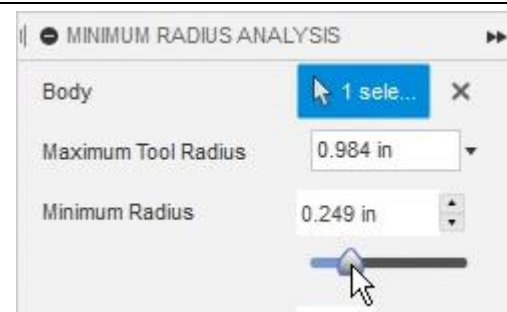 MINIMUM RADIUS ANALYSIS
Body 1 sele...
Maximum Tool Radius 0.984 in
Minimum Radius 0.249 in